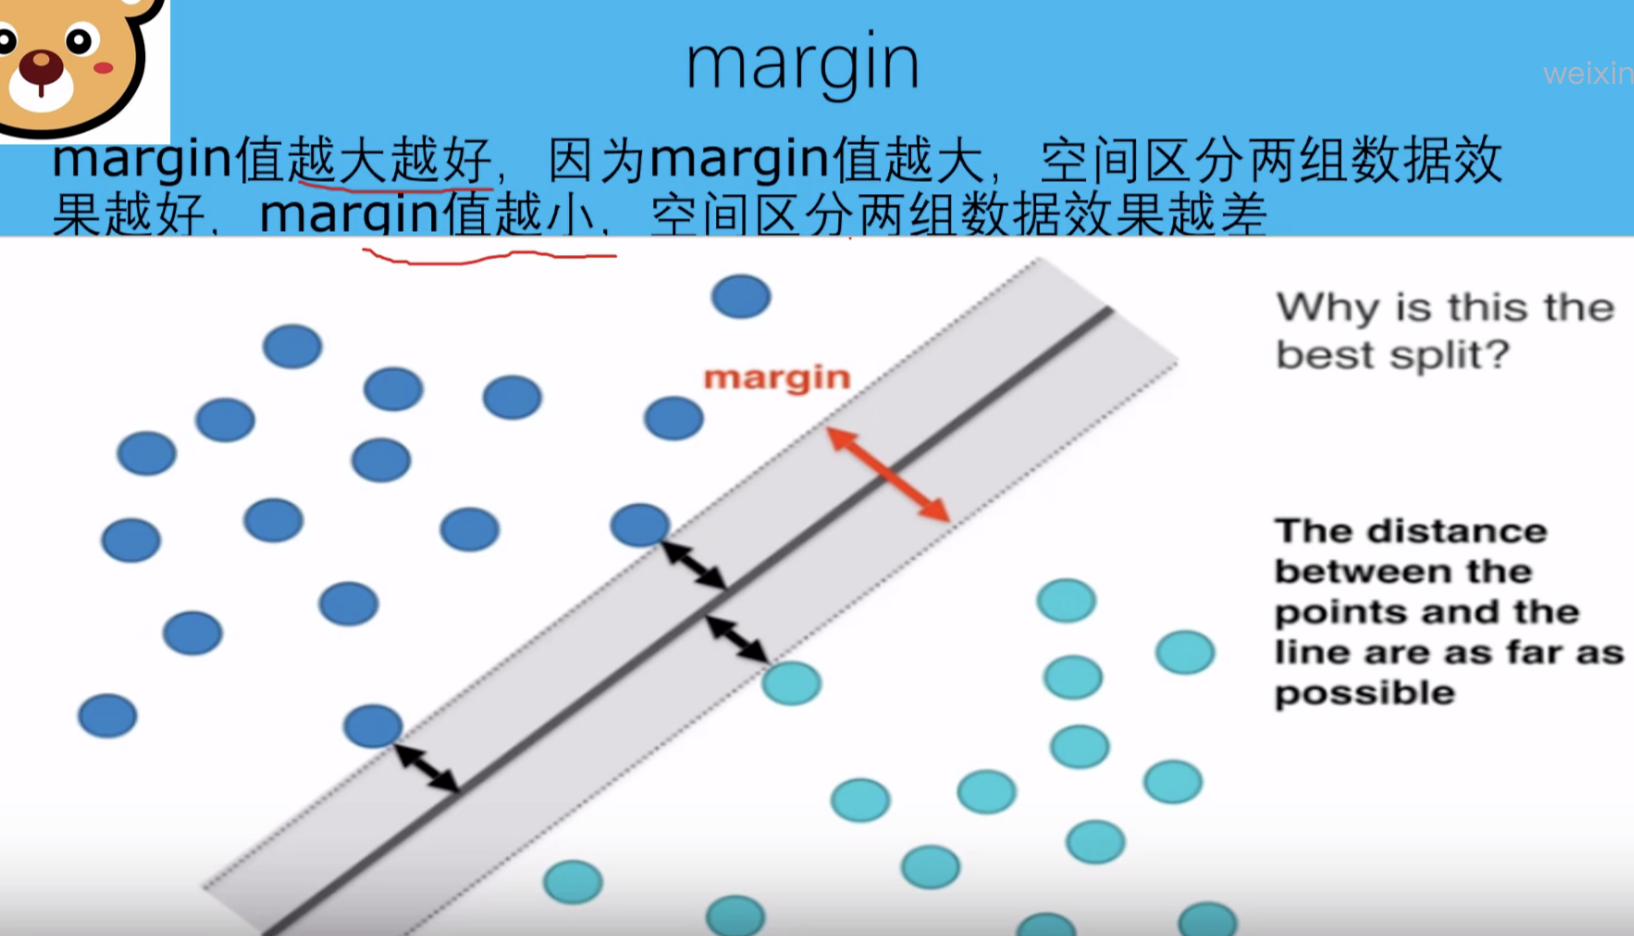 margin
weixin
margin值越大越好，因为margin值越大，空间区分两组数据效
果越好，margin值越小，空间区分两组数据效果越差
margin
Why is this the
best split?
The distance
between the
points and the
line are as far as
possible